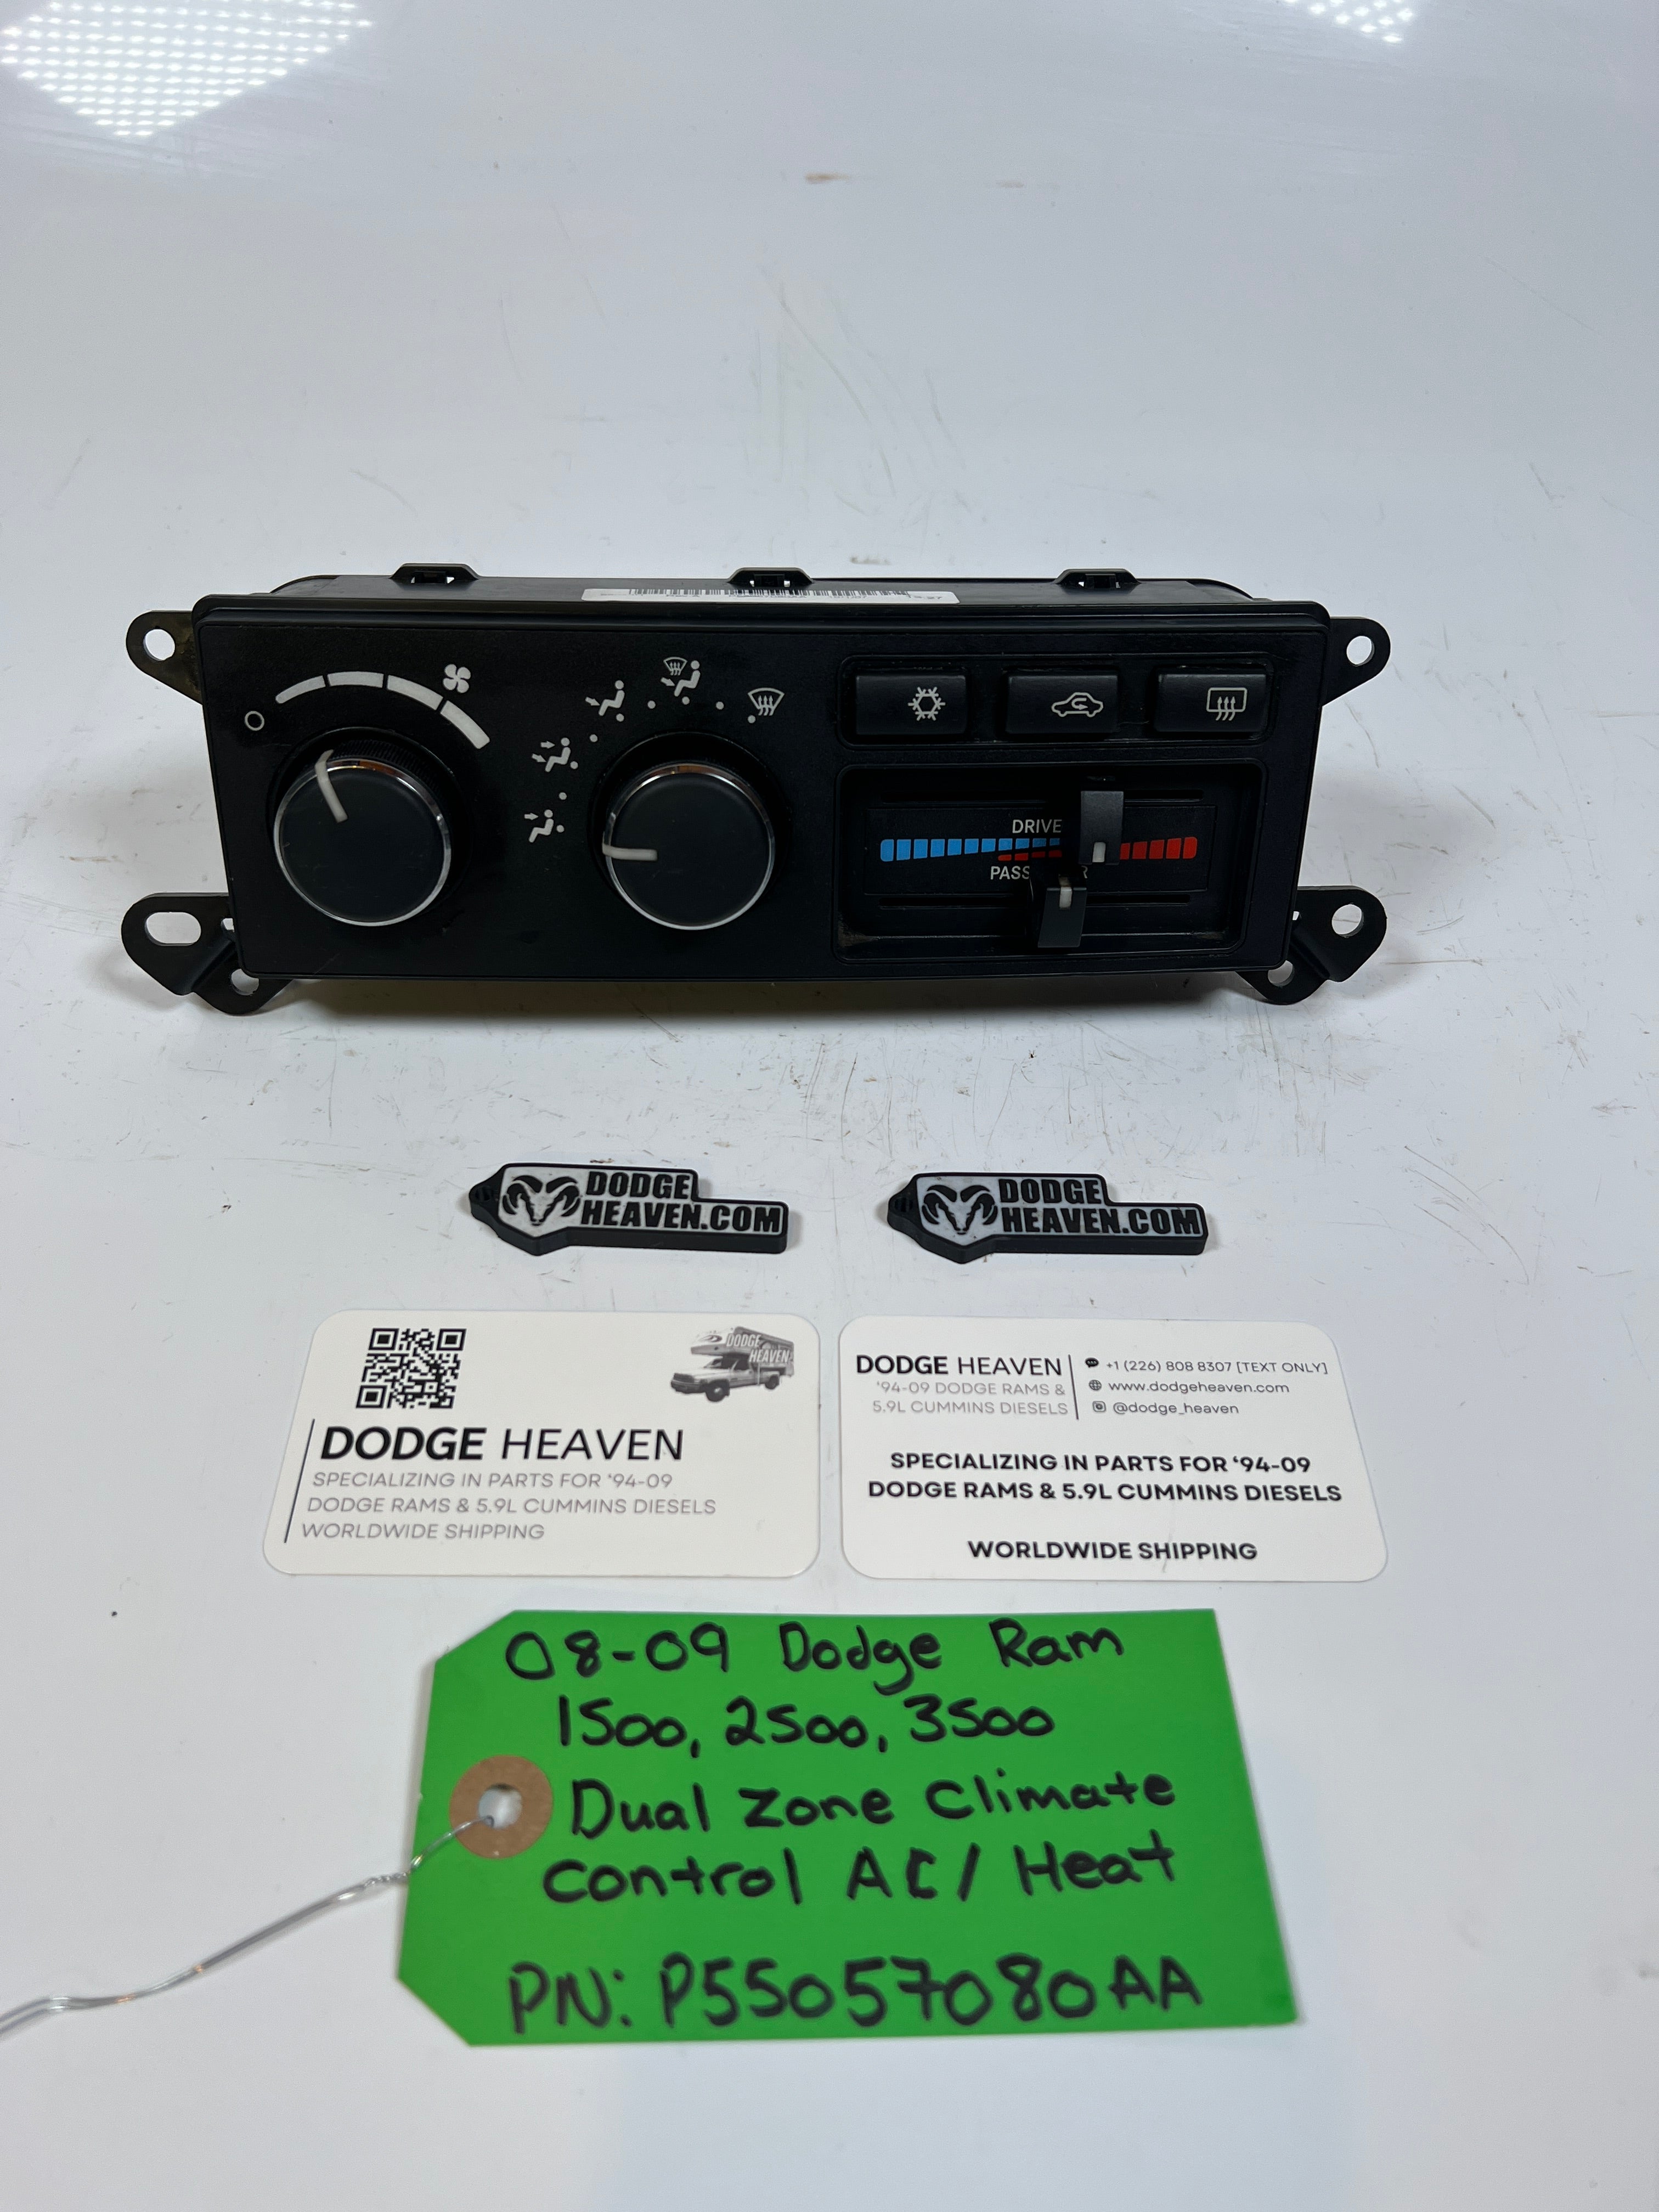 DRIVE
PASS R
DODGE
HEAVEN.COM
DODGE
HEAVEN.COM
DODGE
HEAVEN
DODGE HEAVEN
SPECIALIZING IN PARTS FOR ‘94-09
DODGE RAMS & 5.9L CUMMINS DIESELS
WORLDWIDE SHIPPING
DODGE HEAVEN
'94-09 DODGE RAMS &
5.9L CUMMINS DIESELS
+1 (226) 808 8307 [TEXT ONLY]
www.dodgeheaven.com
@dodge_heaven
SPECIALIZING IN PARTS FOR ‘94-09
DODGE RAMS & 5.9L CUMMINS DIESELS
WORLDWIDE SHIPPING
08-09 Dodge Ram
1500, 2500, 3500
Dual Zone Climate
Control AC/ Heat
PN: P55057080AA